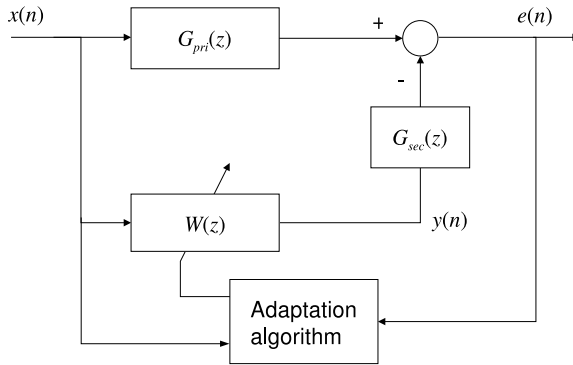 x(n)
e(n)
G_pri(z)
+
-
G_sec(z)
W(z)
y(n)
Adaptation
algorithm